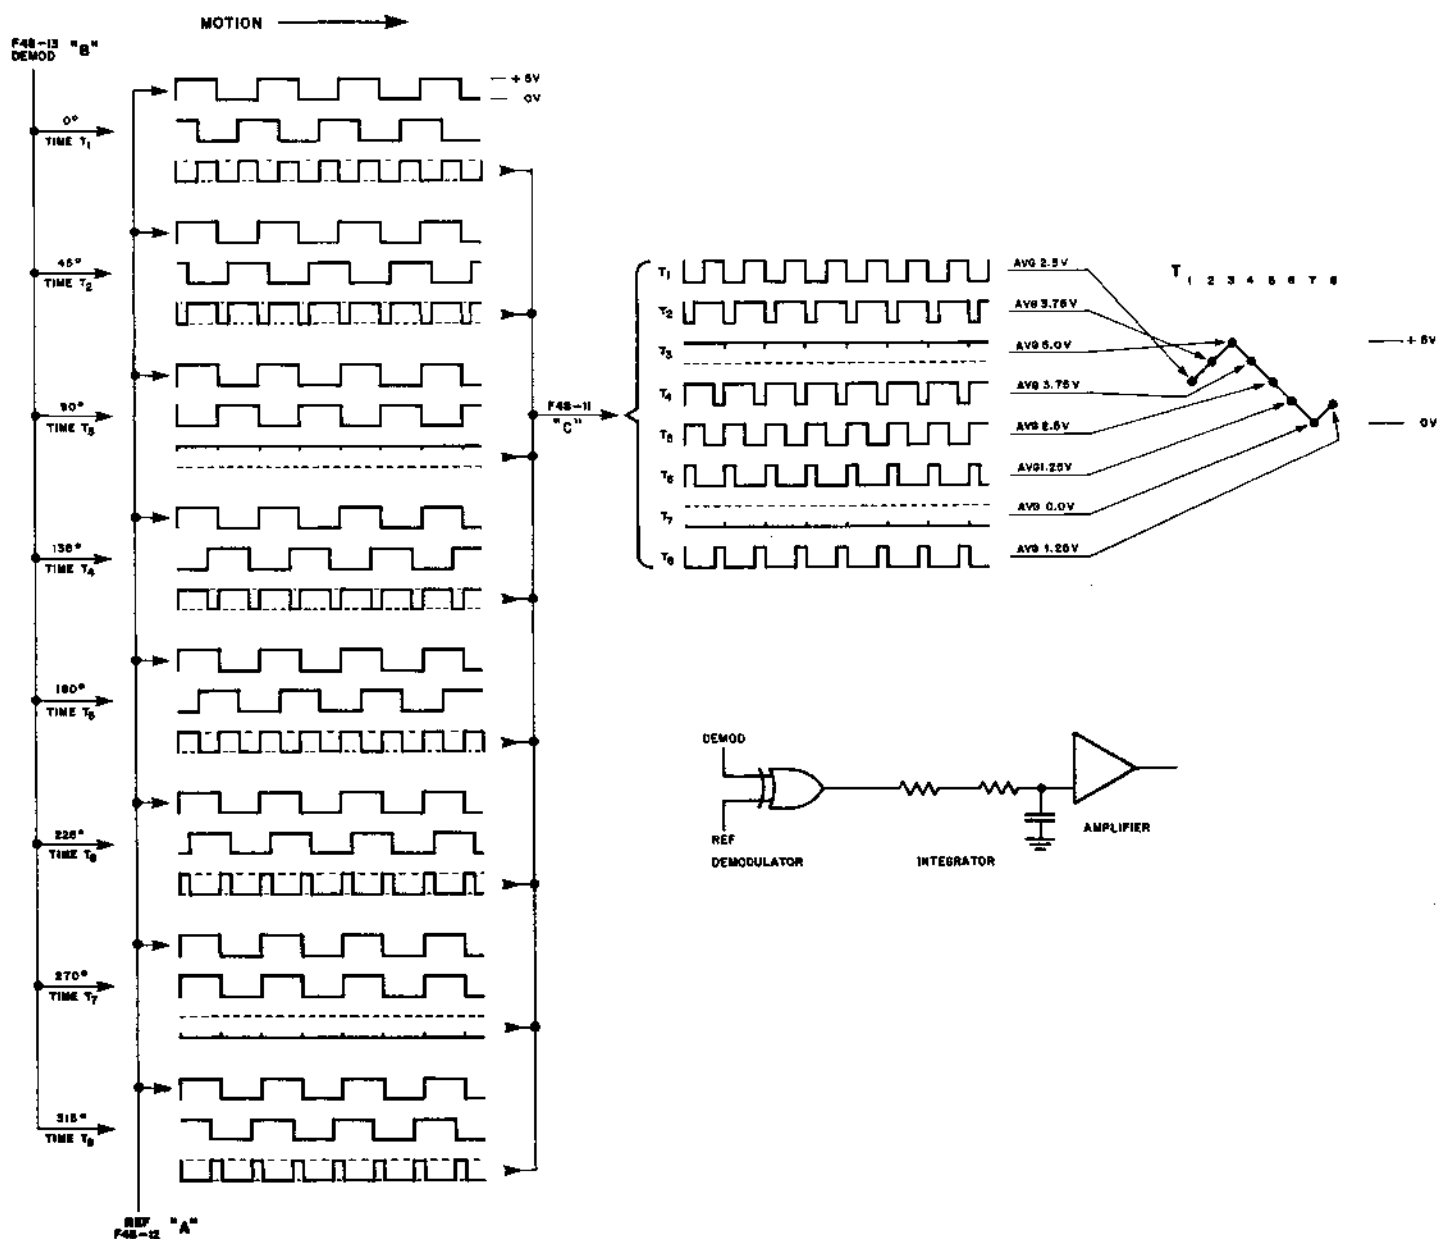 MOTION
F48-13 "B"
DEMOD
+5V
0V
0°
TIME T1
45°
TIME T2
90°
TIME T3
135°
TIME T4
180°
TIME T5
225°
TIME T6
270°
TIME T7
315°
TIME T8
REF "A"
F48-12
F48-11
"C"
T1 AVG 2.5V
T2 AVG 3.75V
T3 AVG 5.0V
T4 AVG 3.75V
T5 AVG 2.5V
T6 AVG 1.25V
T7 AVG 0.0V
T8 AVG 1.25V
T 1 2 3 4 5 6 7 8
+5V
0V
DEMOD
REF
DEMODULATOR
INTEGRATOR
AMPLIFIER